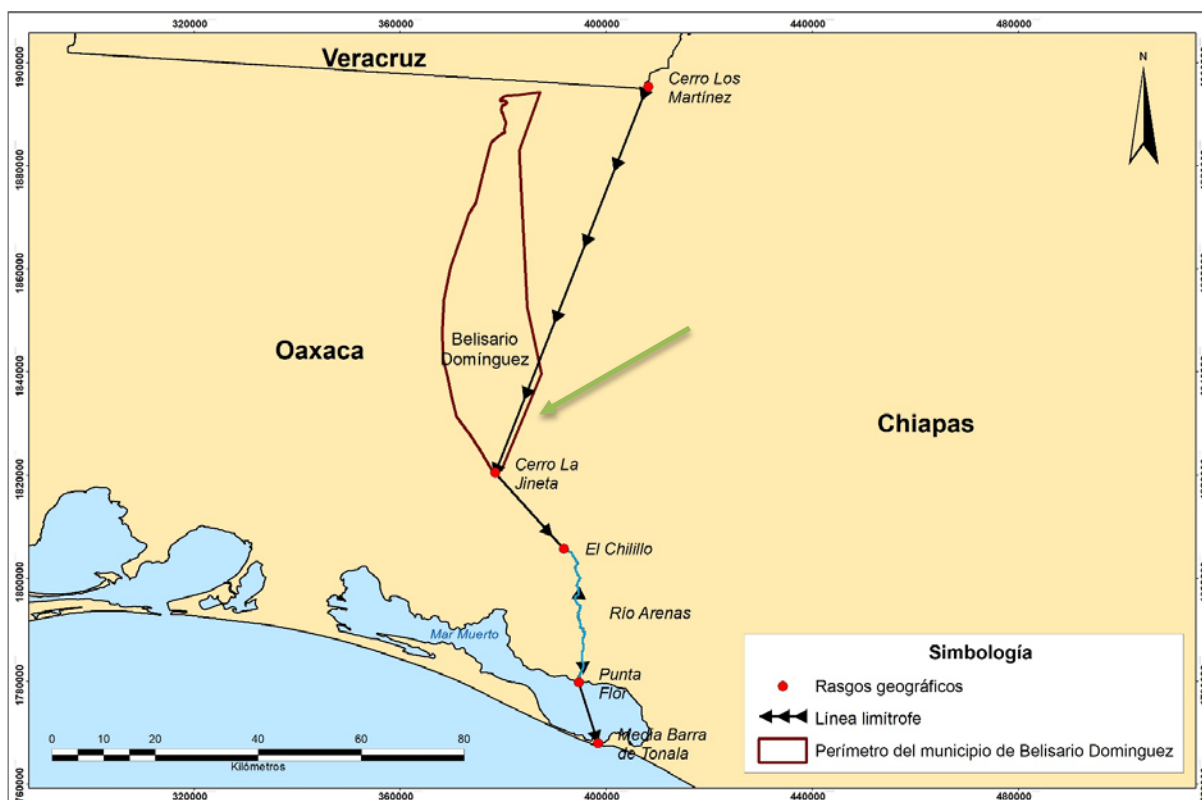 320000 360000 400000 440000 480000
1900000
1880000
1860000
1840000
1820000
1800000
1780000
N
Veracruz
Cerro Los
Martínez
Belisario
Domínguez
Oaxaca
Chiapas
Cerro La
Jineta
El Chilillo
Río Arenas
Mar Muerto
Punta
Flor
Media Barra
de Tonala
Simbología
Rasgos geográficos
Línea limítrofe
Perímetro del municipio de Belisario Dominguez
0 10 20 40 60 80
Kilómetros
320000 360000 400000 440000 480000